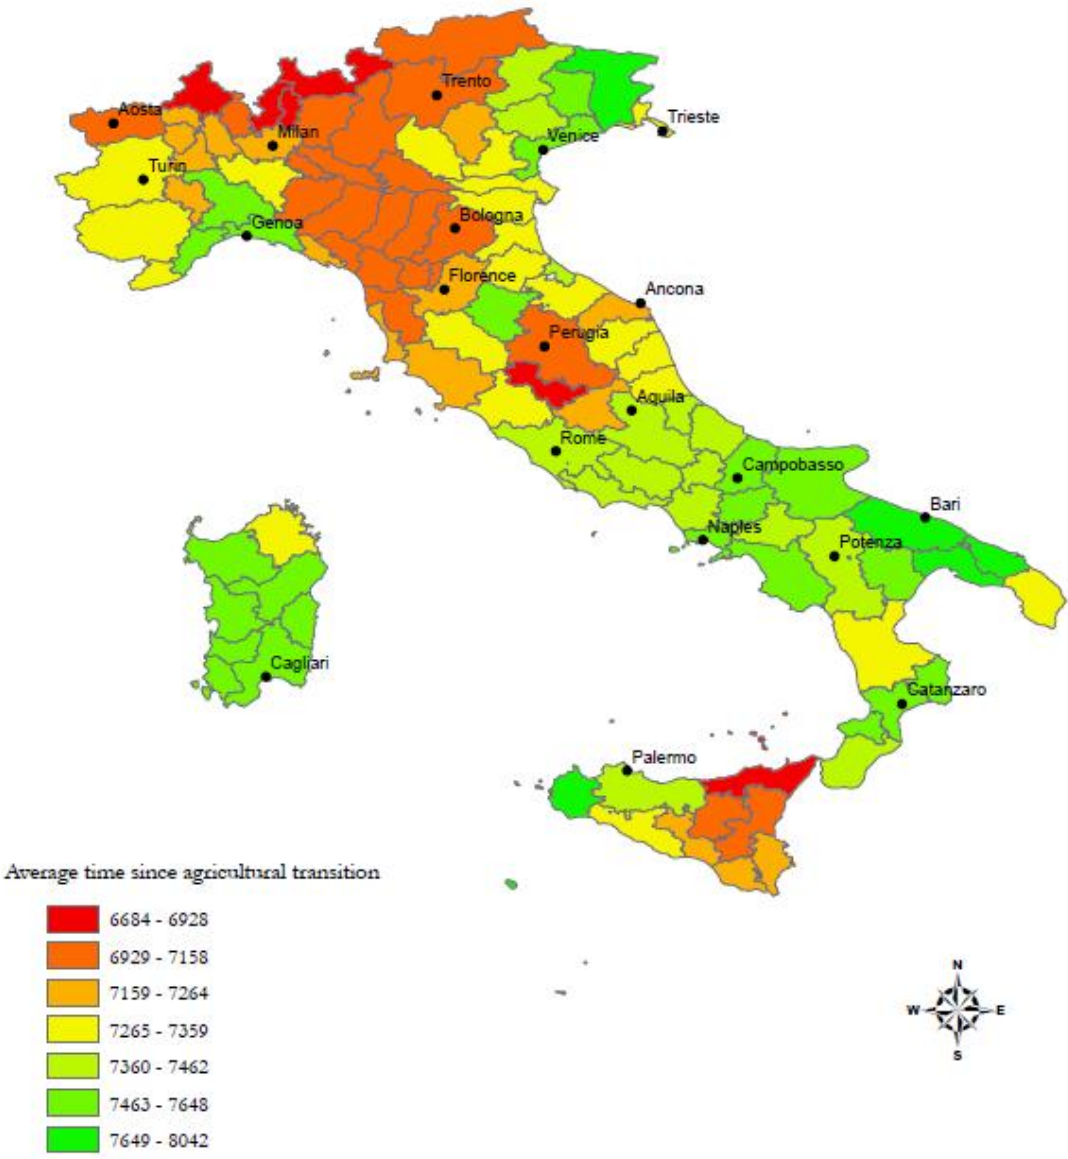 Trento
Aosta
Trieste
Milan
Venice
Turin
Bologna
Genoa
Florence
Ancona
Perugia
Aquila
Rome
Campobasso
Bari
Naples
Potenza
Cagliari
Catanzaro
Palermo
Average time since agricultural transition
6684 - 6928
6929 - 7158
7159 - 7264
7265 - 7359
7360 - 7462
7463 - 7648
7649 - 8042
N
W E
S